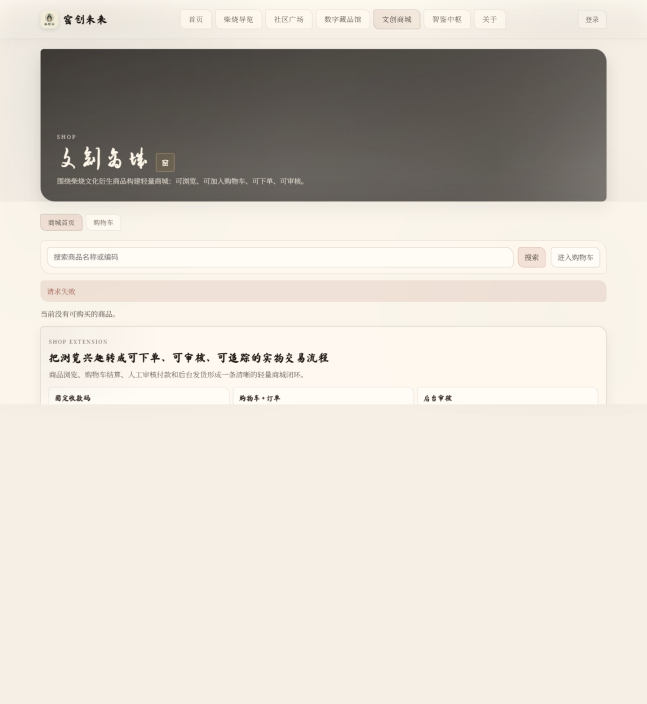 窑创未来
首页 柴烧导览 社区广场 数字藏品馆 文创商城 智鉴中枢 关于 登录
SHOP
文创商城
围绕柴烧文化衍生商品构建轻量商城：可浏览、可加入购物车、可下单、可审核。
商城首页 购物车
搜索商品名称或编码 搜索 进入购物车
请求失败
当前没有可购买的商品。
SHOP EXTENSION
把浏览兴趣转成可下单、可审核、可追踪的实物交易流程
商品浏览、购物车结算、人工审核付款和后台发货形成一条清晰的轻量商城闭环。
固定收款码 购物车 + 订单 后台审核